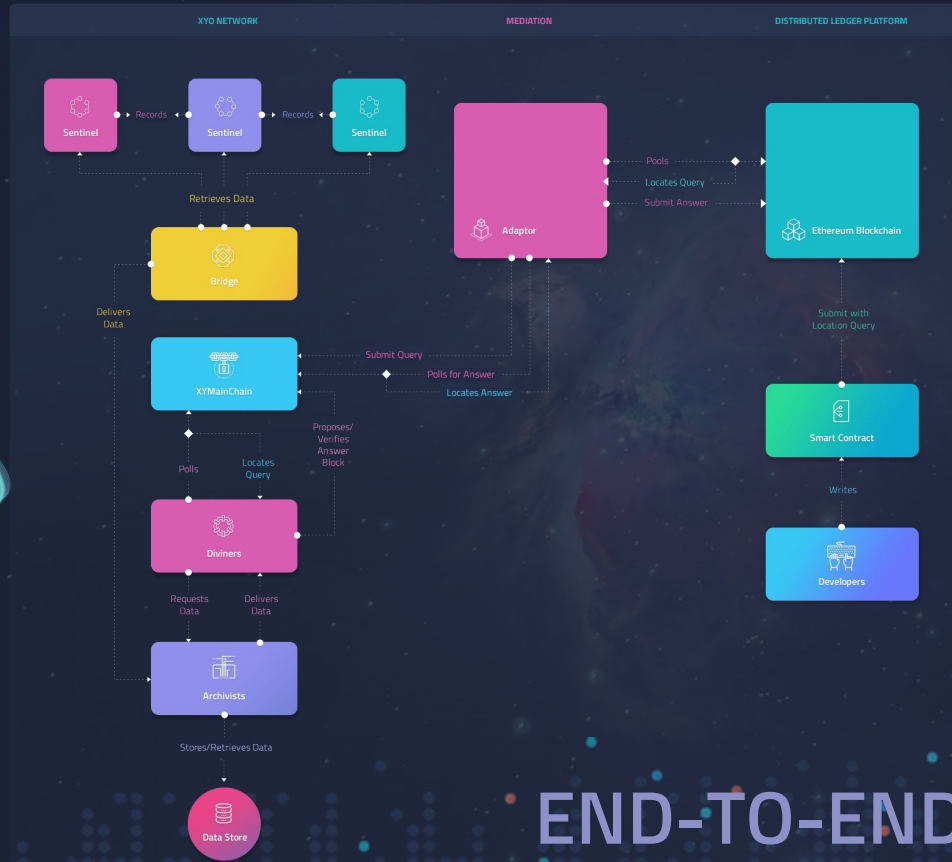 XYO NETWORK
MEDIATION
DISTRIBUTED LEDGER PLATFORM
Sentinel
Records
Sentinel
Records
Sentinel
Retrieves Data
Bridge
Delivers
Data
XYMainChain
Submit Query
Polls for Answer
Locates Answer
Proposes/
Verifies
Answer
Block
Polls
Locates
Query
Diviners
Requests
Data
Delivers
Data
Archivists
Stores/Retrieves Data
Data Store
Adaptor
Pools
Locates Query
Submit Answer
Ethereum Blockchain
Submit with
Location Query
Smart Contract
Writes
Developers
END-TO-END